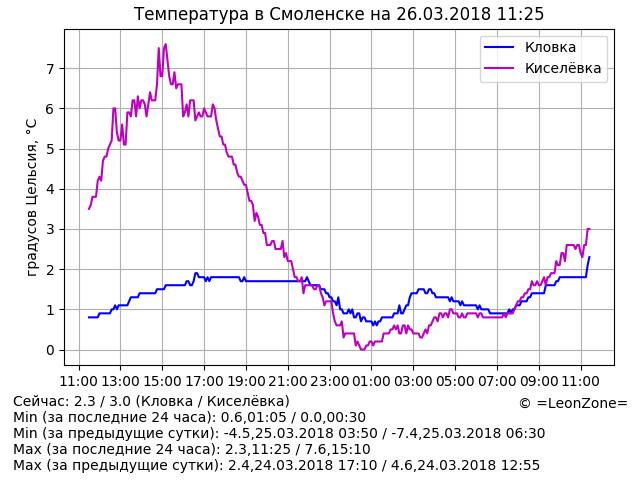 Температура в Смоленске на 26.03.2018 11:25
Кловка
Киселёвка
градусов Цельсия, °C
7
6
5
4
3
2
1
0
11:00 13:00 15:00 17:00 19:00 21:00 23:00 01:00 03:00 05:00 07:00 09:00 11:00
Сейчас: 2.3 / 3.0 (Кловка / Киселёвка)
© =LeonZone=
Min (за последние 24 часа): 0.6,01:05 / 0.0,00:30
Min (за предыдущие сутки): -4.5,25.03.2018 03:50 / -7.4,25.03.2018 06:30
Max (за последние 24 часа): 2.3,11:25 / 7.6,15:10
Max (за предыдущие сутки): 2.4,24.03.2018 17:10 / 4.6,24.03.2018 12:55